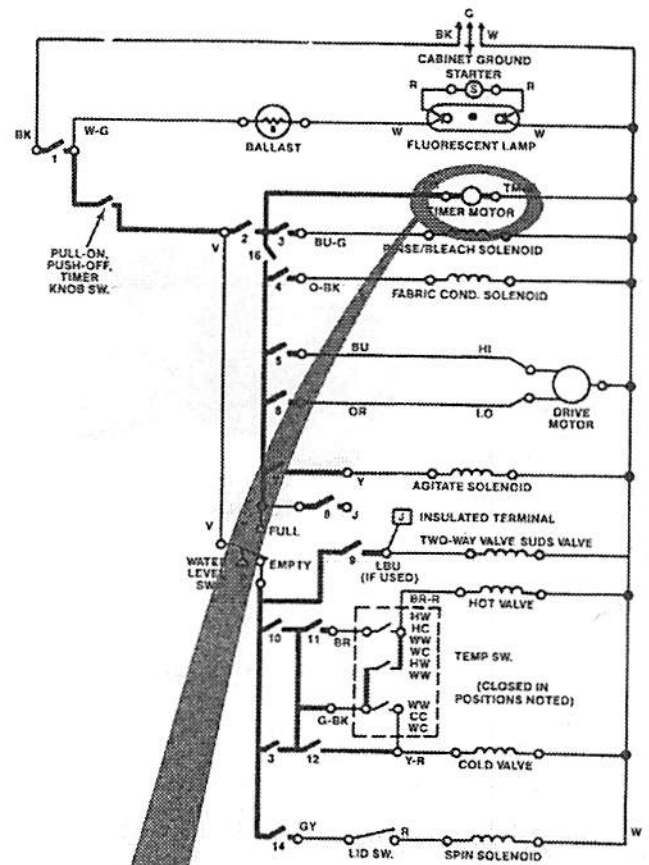 G
BK W
CABINET GROUND
STARTER
R S R
BK W-G W W
1 BALLAST FLUORESCENT LAMP
TIMER MOTOR
PULL-ON,
PUSH-OFF,
TIMER
KNOB SW.
V 2 3 BU-G BLEACH SOLENOID
16
4 O-BK FABRIC COND. SOLENOID
5 BU HI
6 OR LO DRIVE
MOTOR
Y AGITATE SOLENOID
8 J
V FULL J INSULATED TERMINAL
WATER
LEVEL
SW.
EMPTY
9 LBU
(IF USED)
TWO-WAY VALVE SUDS VALVE
BR-R HOT VALVE
10 11 BR
HW
HC
WW
WC
HW
WW
TEMP SW.
(CLOSED IN
POSITIONS NOTED)
G-BK
WW
CC
WC
3 12 Y-R COLD VALVE
14 GY LID SW. R SPIN SOLENOID W